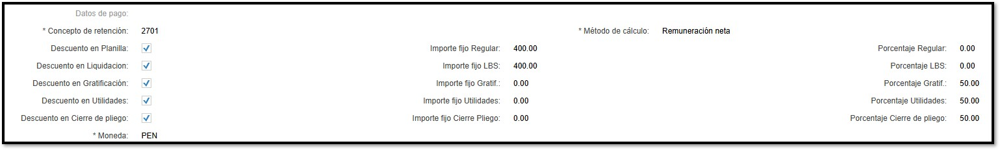 Datos de pago:
* Concepto de retención: 2701 * Método de cálculo: Remuneración neta
Descuento en Planilla: Importe fijo Regular: 400.00 Porcentaje Regular: 0.00
Descuento en Liquidacion: Importe fijo LBS: 400.00 Porcentaje LBS: 0.00
Descuento en Gratificación: Importe fijo Gratif.: 0.00 Porcentaje Gratif.: 50.00
Descuento en Utilidades: Importe fijo Utilidades: 0.00 Porcentaje Utilidades: 50.00
Descuento en Cierre de pliego: Importe fijo Cierre Pliego: 0.00 Porcentaje Cierre de pliego: 50.00
* Moneda: PEN